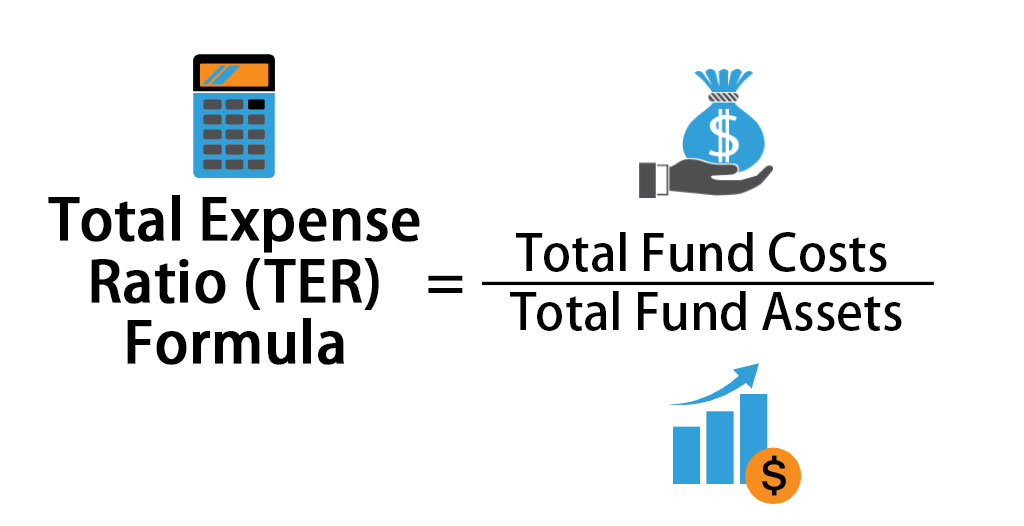 Total Expense
Ratio (TER)
Formula
=
Total Fund Costs
Total Fund Assets
$
$